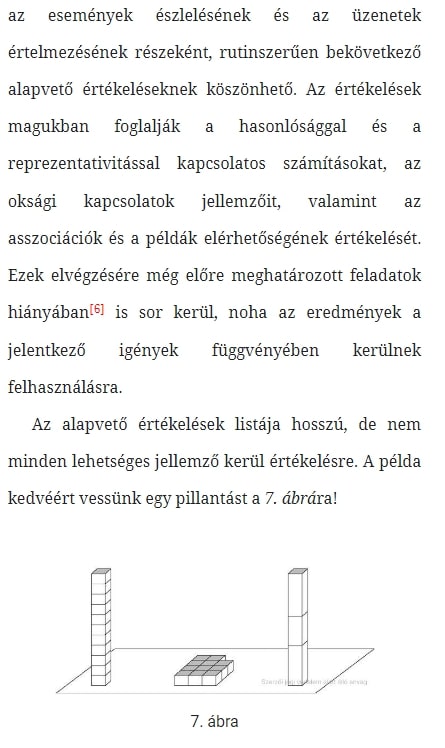 az események észlelésének és az üzenetek
értelmezésének részeként, rutinszerűen bekövetkező
alapvető értékeléseknek köszönhető. Az értékelések
magukban foglalják a hasonlósággal és a
reprezentativitással kapcsolatos számításokat, az
oksági kapcsolatok jellemzőit, valamint az
asszociációk és a példák elérhetőségének értékelését.
Ezek elvégzésére még előre meghatározott feladatok
hiányában[6] is sor kerül, noha az eredmények a
jelentkező igények függvényében kerülnek
felhasználásra.
Az alapvető értékelések listája hosszú, de nem
minden lehetséges jellemző kerül értékelésre. A példa
kedvéért vessünk egy pillantást a 7. ábrára!
7. ábra